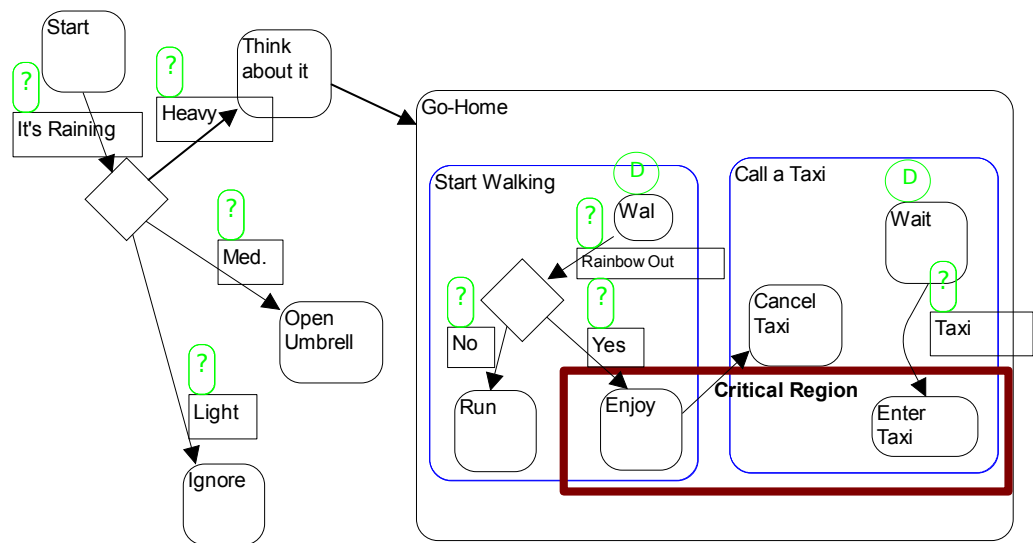 Start
?
It's Raining
?
Heavy
Think
about it
?
Med.
Open
Umbrell
?
Light
Ignore
Go-Home
Start Walking
D
Wal
?
Rainbow Out
?
No
?
Yes
Run
Enjoy
Call a Taxi
D
Wait
?
Taxi
Cancel
Taxi
Critical Region
Enter
Taxi